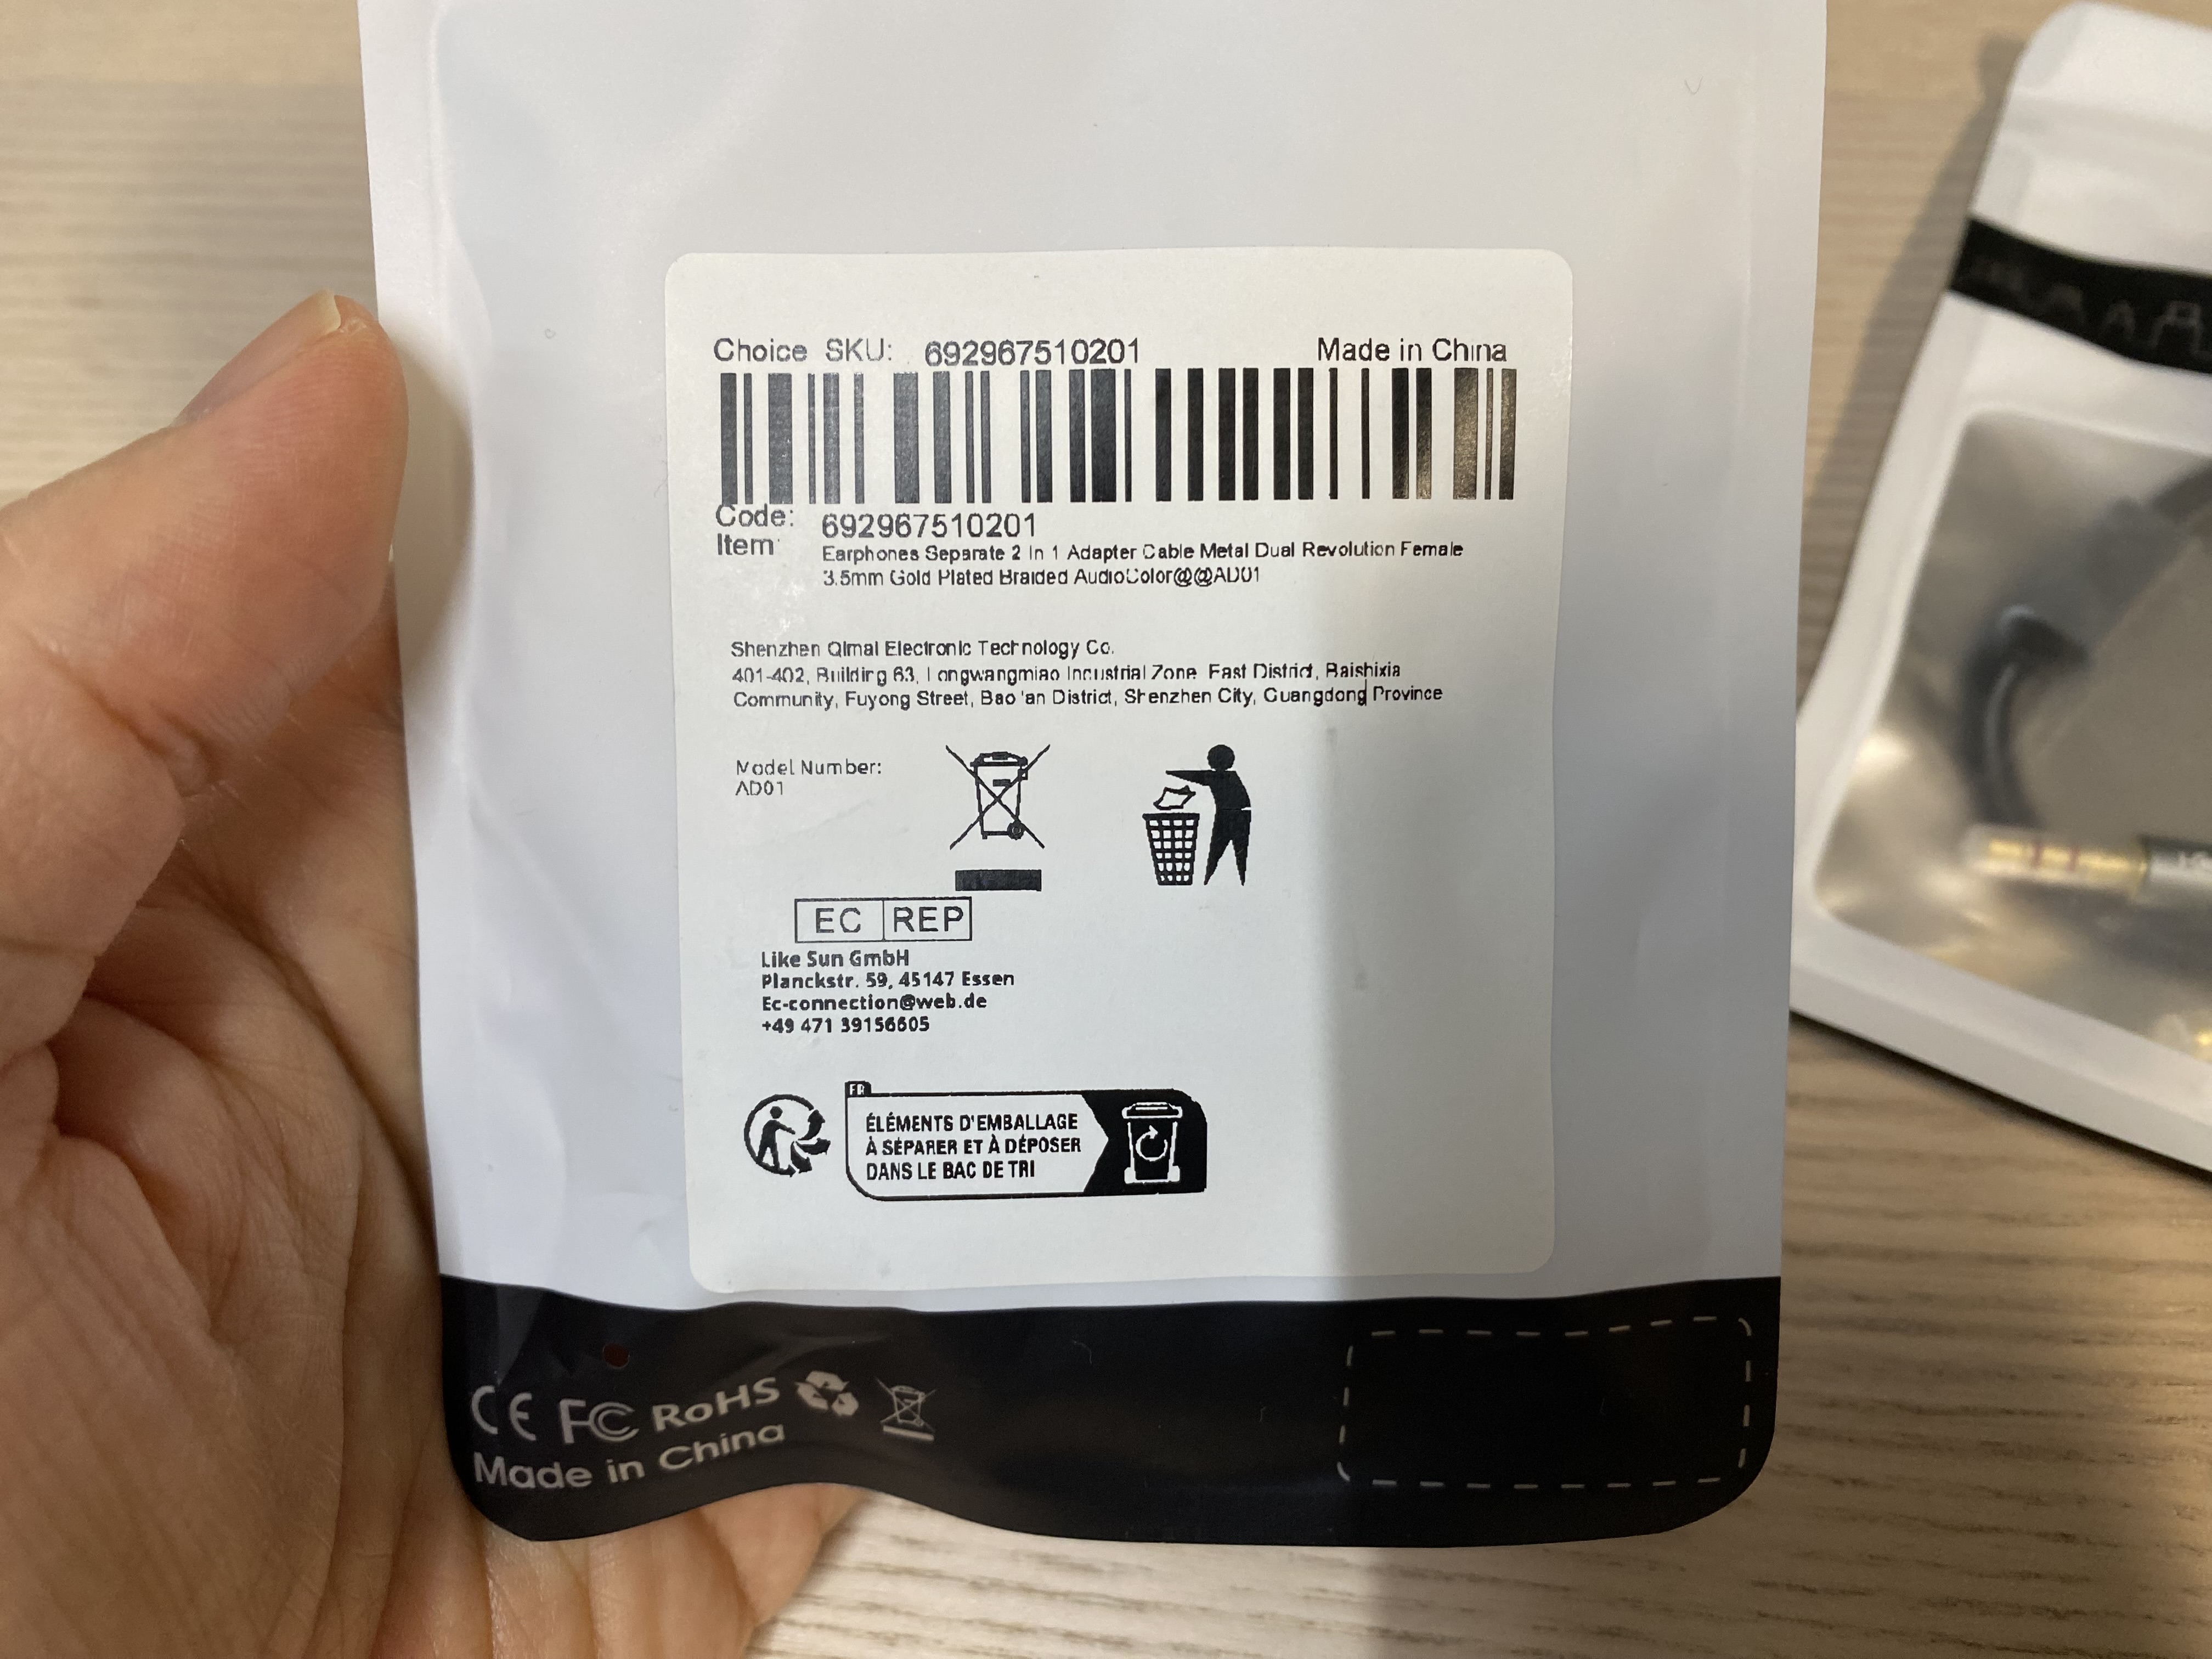 Choice SKU: 692967510201 Made in China
Code: 692967510201
Item: Earphones Separate 2 In 1 Adapter Cable Metal Dual Revolution Female
3.5mm Gold Plated Braided AudioColor@@AD01
Shenzhen Qimai Electronic Technology Co.
401-402, Building 63, Longwangmiao Industrial Zone East District, Baishixia
Community, Fuyong Street, Bao 'an District, Shenzhen City, Guangdong Province
Model Number:
AD01
EC REP
Like Sun GmbH
Planckstr. 59, 45147 Essen
Ec-connection@web.de
+49 471 39156605
FR
ÉLÉMENTS D'EMBALLAGE
À SÉPARER ET À DÉPOSER
DANS LE BAC DE TRI
CE FC RoHS
Made in China